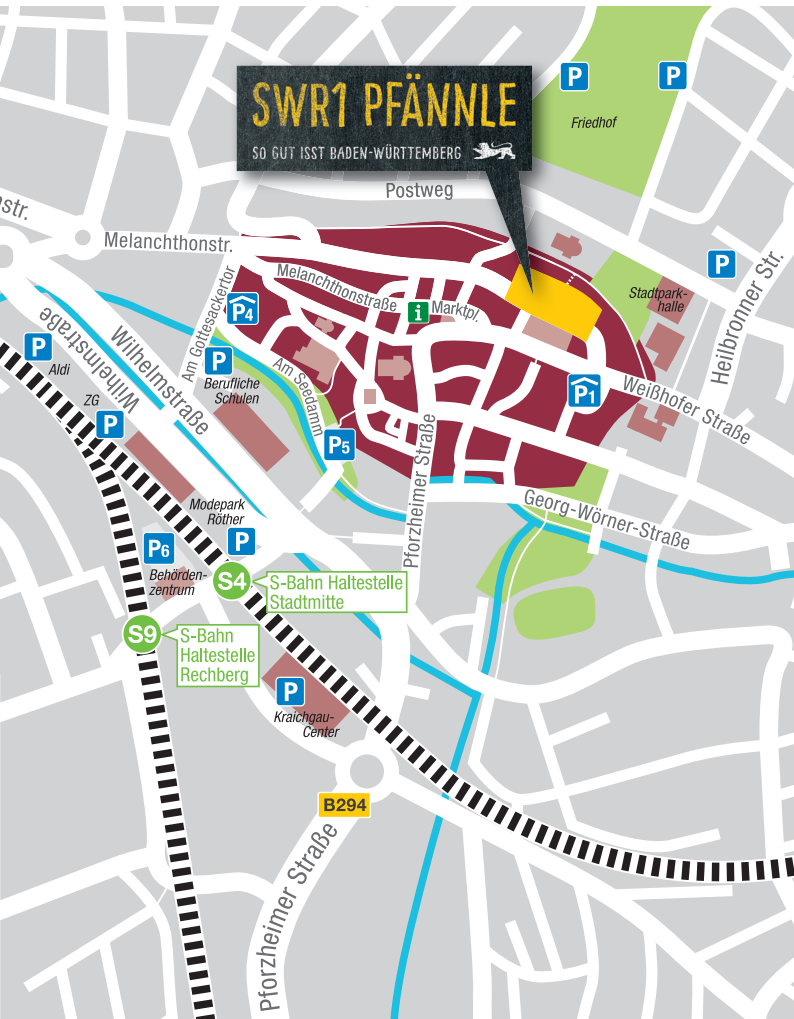 SWR1 PFÄNNLE
SO GUT ISST BADEN-WÜRTTEMBERG
P
P
Friedhof
Postweg
str.
Melanchthonstr.
Heilbronner Str.
P
Stadtpark-
halle
Am Gottesackertor
Melanchthonstraße
i
Marktpl.
P4
Wilhelmstraße
Wilhelmstraße
P
Aldi
P
Berufliche
Schulen
Am Seedamm
P1
Weißhofer Straße
ZG
P
P5
Pforzheimer Straße
Georg-Wörner-Straße
Modepark
Röther
P
P6
Behörden-
zentrum
S4
S-Bahn Haltestelle
Stadtmitte
S9
S-Bahn
Haltestelle
Rechberg
P
Kraichgau-
Center
B294
Pforzheimer Straße